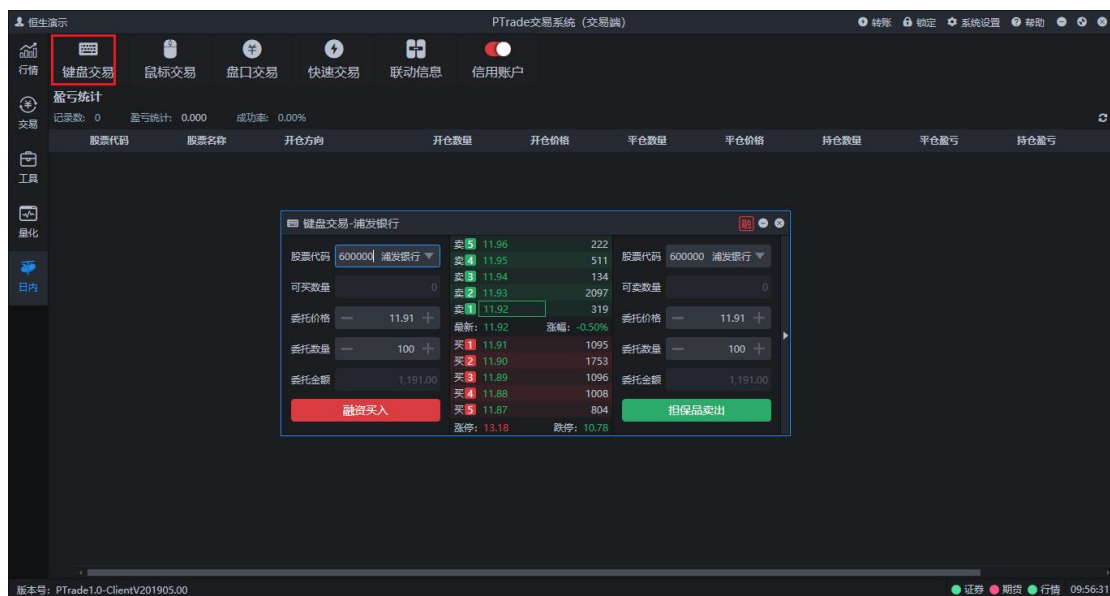 恒生演示 PTrade交易系统（交易端） 转账 锁定 系统设置 帮助
行情 键盘交易 鼠标交易 盘口交易 快速交易 联动信息 信用账户
交易
工具
量化
日内
盈亏统计
记录数: 0 盈亏统计: 0.000 成功率: 0.00%
股票代码 股票名称 开仓方向 开仓数量 开仓价格 平仓数量 平仓价格 持仓数量 平仓盈亏 持仓盈亏
键盘交易-浦发银行 融
股票代码 600000 浦发银行
可买数量 0
委托价格 11.91
委托数量 100
委托金额 1,191.00
融资买入
卖5 11.96 222
卖4 11.95 511
卖3 11.94 134
卖2 11.93 2097
卖1 11.92 319
最新: 11.92 涨幅: -0.50%
买1 11.91 1095
买2 11.90 1753
买3 11.89 1096
买4 11.88 1008
买5 11.87 804
涨停: 13.18 跌停: 10.78
股票代码 600000 浦发银行
可卖数量 0
委托价格 11.91
委托数量 100
委托金额 1,191.00
担保品卖出
版本号: PTrade1.0-ClientV201905.00 证券 期货 行情 09:56:31